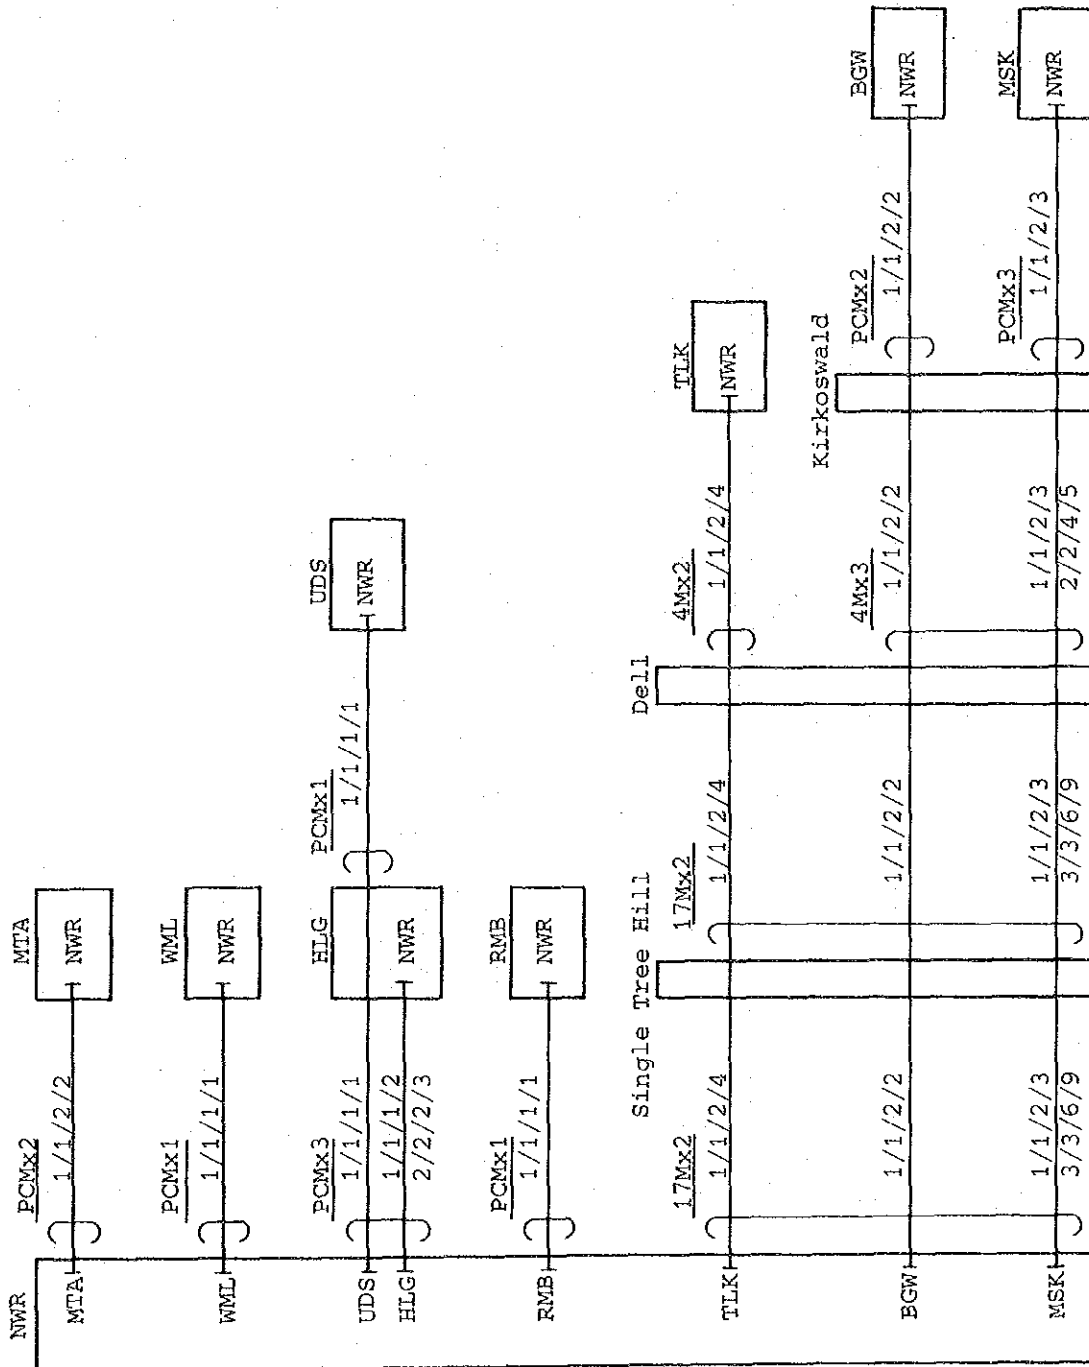 NWR
MTA
PCMx2
1/1/2/2
MTA
NWR
WML
PCMx1
1/1/1/1
WML
NWR
UDS
HLG
PCMx3
1/1/1/1
1/1/1/2
2/2/2/3
HLG
NWR
PCMx1
1/1/1/1
UDS
NWR
RMB
PCMx1
1/1/1/1
RMB
NWR
Single Tree Hill
Dell
Kirkoswald
TLK
17Mx2
1/1/2/4
17Mx2
1/1/2/4
4Mx2
1/1/2/4
TLK
NWR
BGW
1/1/2/2
1/1/2/2
4Mx3
1/1/2/2
PCMx2
1/1/2/2
BGW
NWR
MSK
1/1/2/3
3/3/6/9
1/1/2/3
3/3/6/9
1/1/2/3
2/2/4/5
PCMx3
1/1/2/3
MSK
NWR